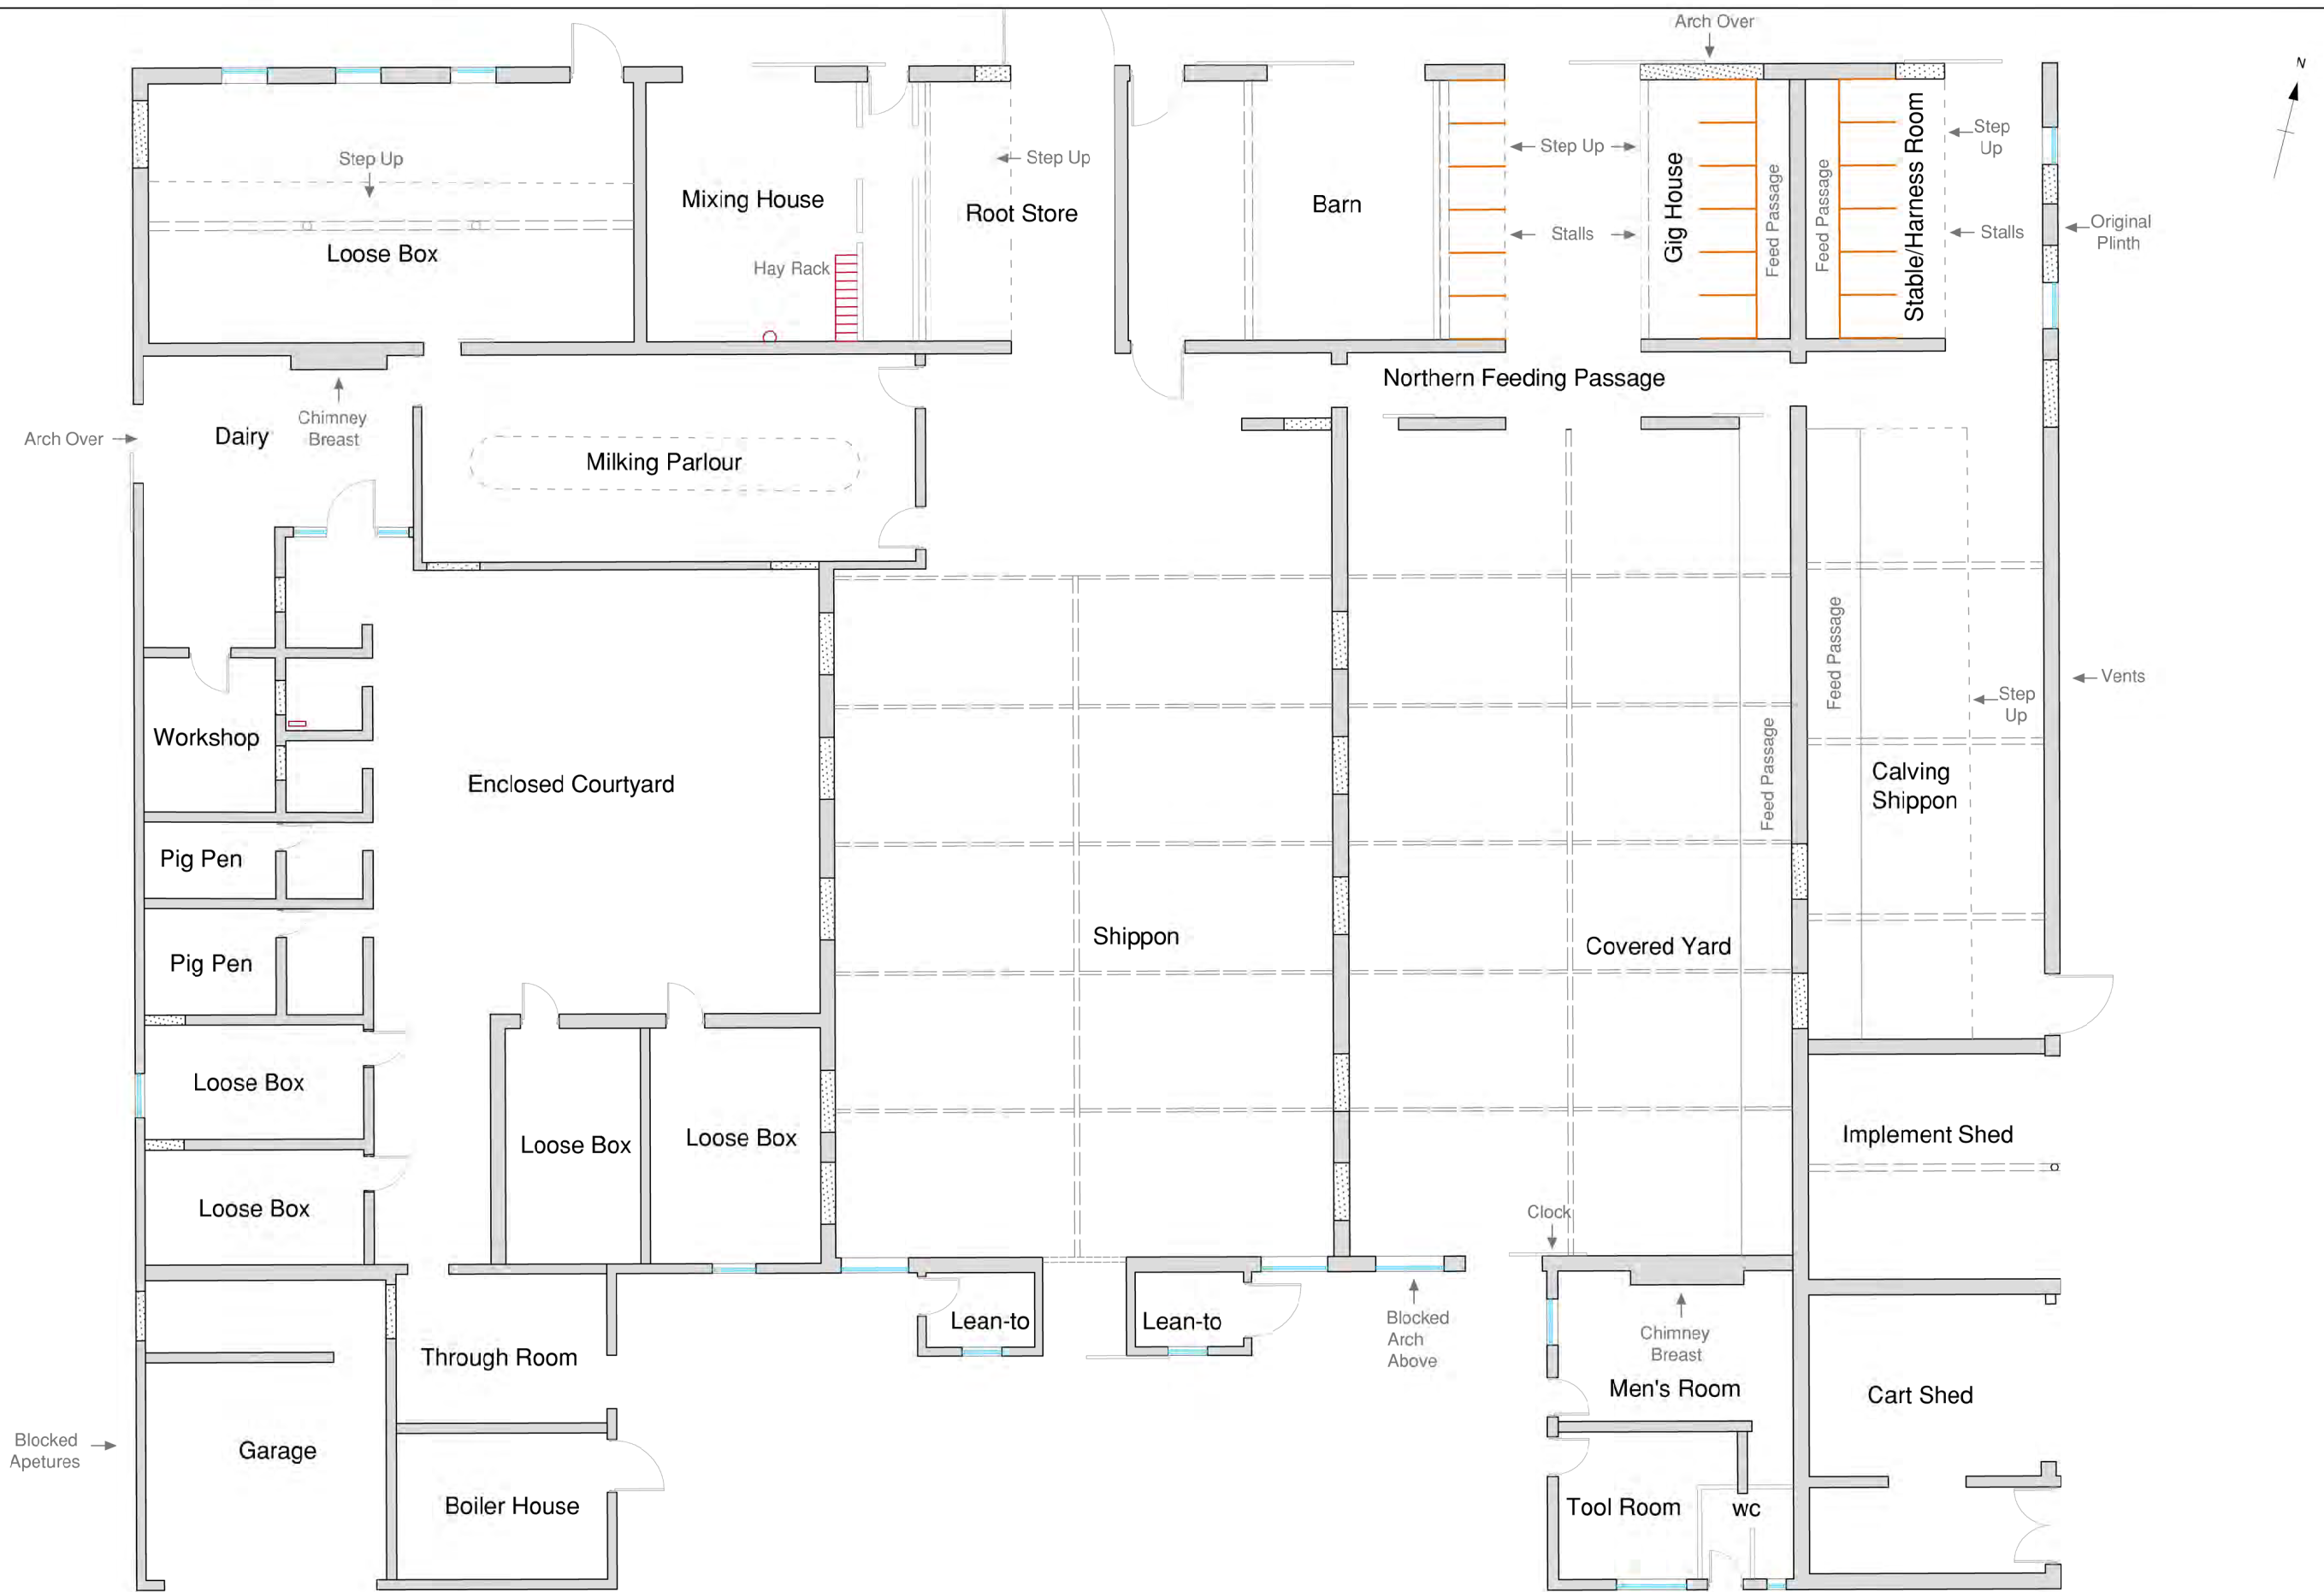 Arch Over
N
Step Up
Mixing House
Hay Rack
Loose Box
Step Up
Root Store
Barn
Step Up
Stalls
Gig House
Feed Passage
Feed Passage
Stable/Harness Room
Step
Up
Stalls
Original
Plinth
Northern Feeding Passage
Arch Over
Dairy
Chimney
Breast
Milking Parlour
Workshop
Enclosed Courtyard
Feed Passage
Feed Passage
Vents
Step
Up
Calving
Shippon
Pig Pen
Pig Pen
Shippon
Covered Yard
Loose Box
Loose Box
Loose Box
Loose Box
Implement Shed
Clock
Lean-to
Lean-to
Blocked
Arch
Above
Chimney
Breast
Men's Room
Through Room
Cart Shed
Blocked
Apetures
Garage
Boiler House
Tool Room
wc